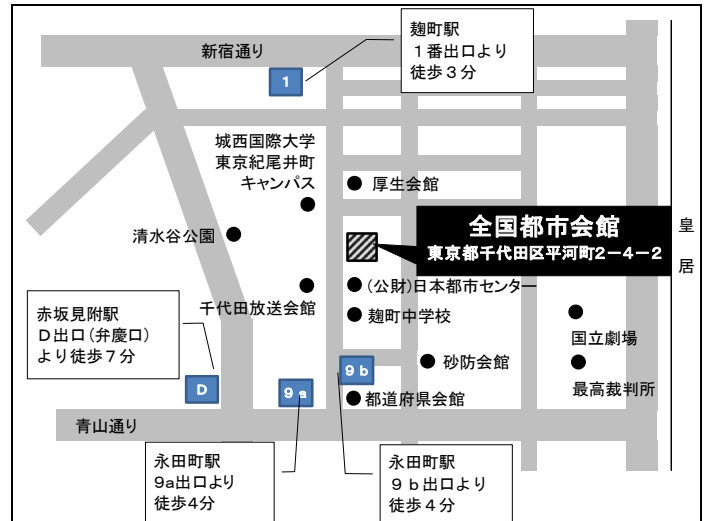 麹町駅
１番出口より
徒歩３分
新宿通り
1
城西国際大学
東京紀尾井町
キャンパス
厚生会館
全国都市会館
東京都千代田区平河町２－４－２
皇
居
清水谷公園
(公財)日本都市センター
千代田放送会館
麹町中学校
赤坂見附駅
Ｄ出口(弁慶口)
より徒歩７分
国立劇場
9ｂ
砂防会館
最高裁判所
D
9a
都道府県会館
青山通り
永田町駅
9a出口より
徒歩4分
永田町駅
９ｂ出口より
徒歩４分